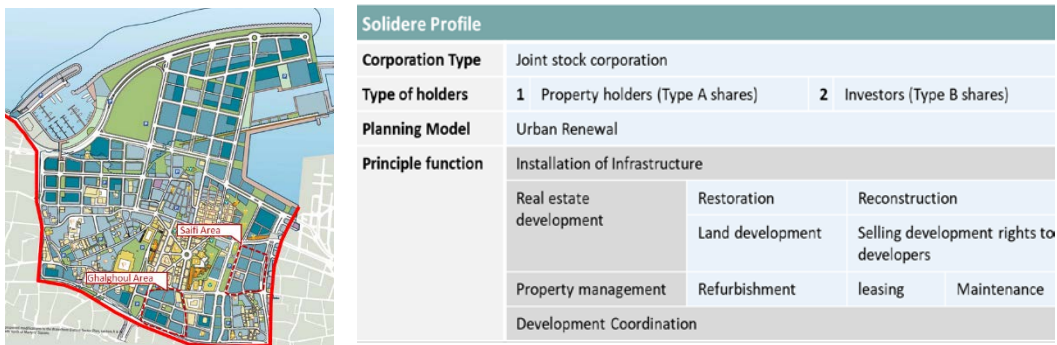 Saifi Area
Ghalghoul Area
Solidere Profile
Corporation Type Joint stock corporation
Type of holders 1 Property holders (Type A shares) 2 Investors (Type B shares)
Planning Model Urban Renewal
Principle function Installation of Infrastructure
Real estate development Restoration Reconstruction
Land development Selling development rights to developers
Property management Refurbishment leasing Maintenance
Development Coordination